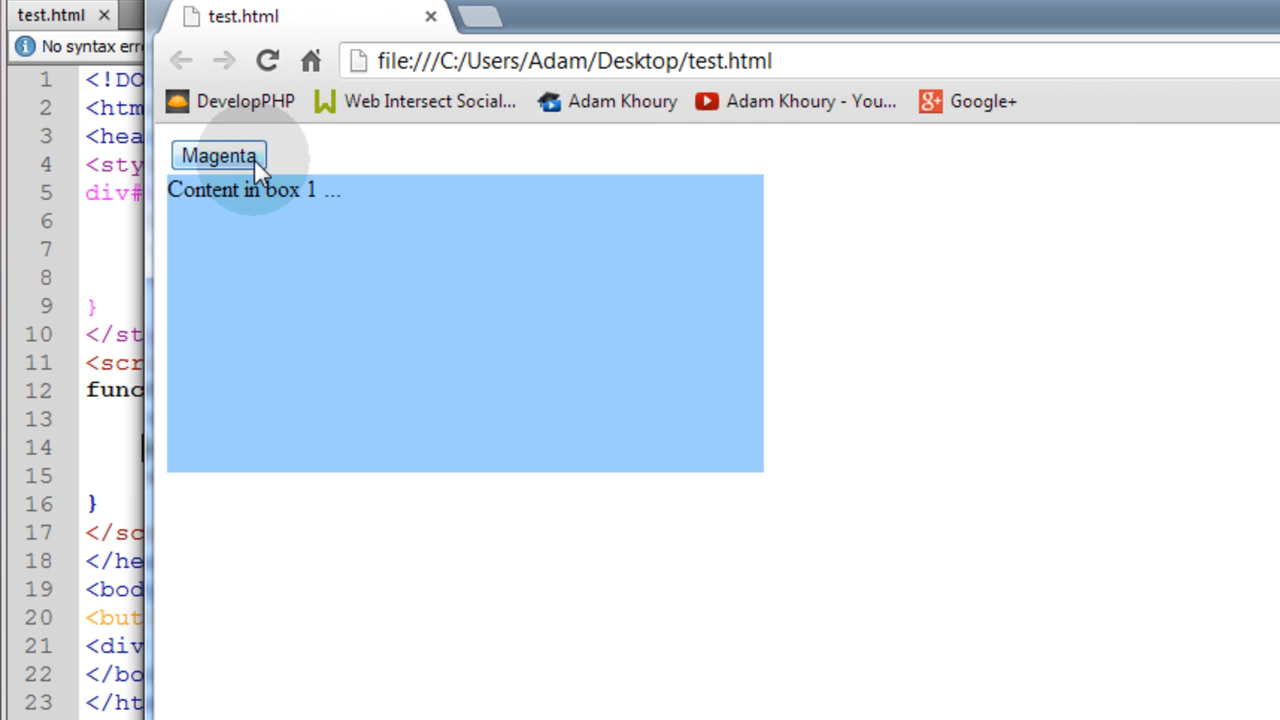 test.html
test.html
No syntax err
file:///C:/Users/Adam/Desktop/test.html
DevelopPHP Web Intersect Social... Adam Khoury Adam Khoury - You... Google+
Magenta
Content in box 1 ...
1 <!DO
2 <htm
3 <hea
4 <sty
5 div#
6
7
8
9 }
10 </st
11 <scr
12 func
13
14
15
16 }
17 </sc
18 </he
19 <bod
20 <but
21 <div
22 </bo
23 </ht